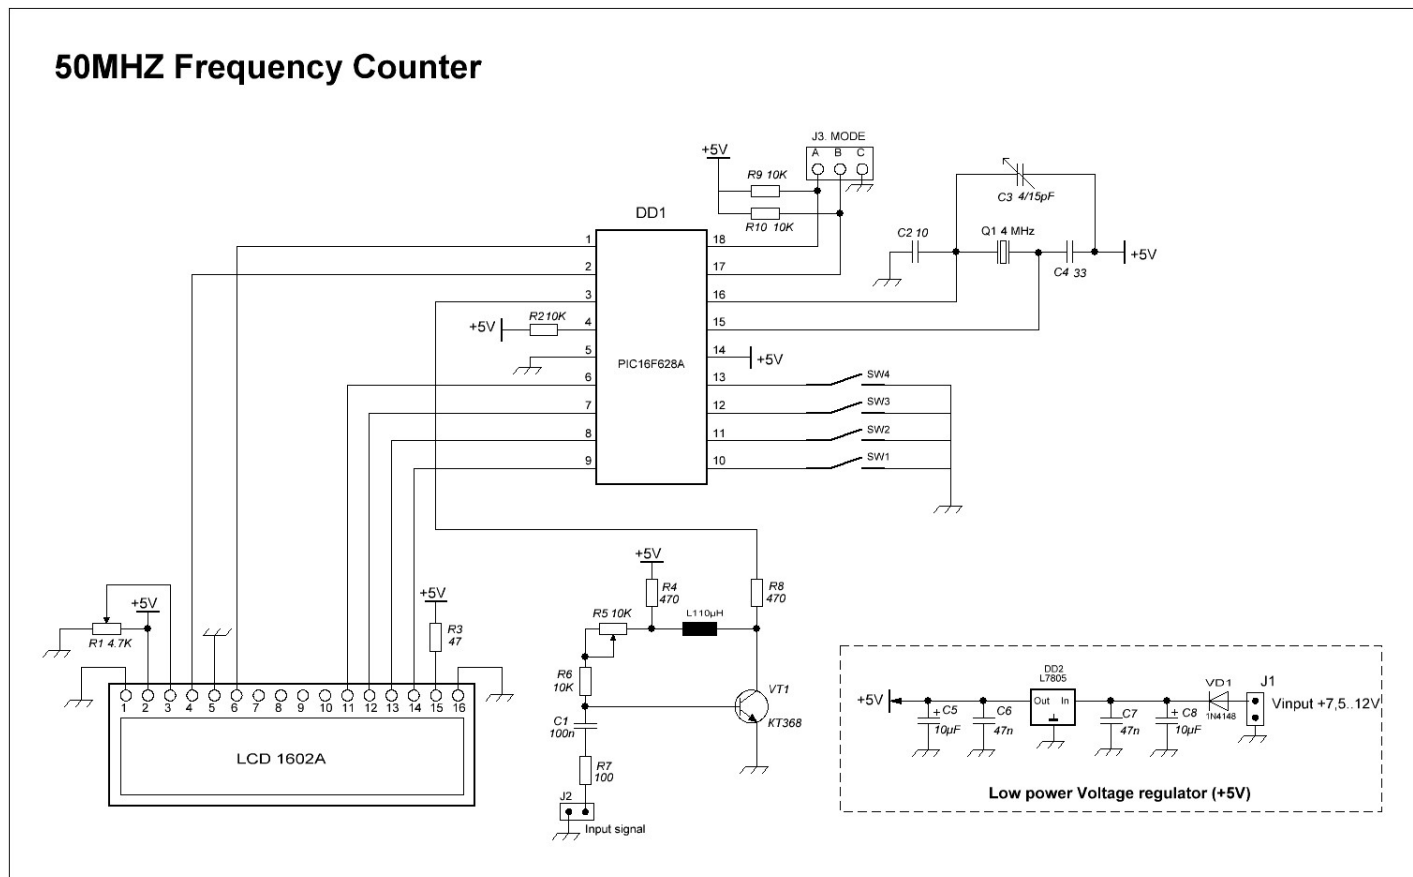 50MHZ Frequency Counter
J3. MODE
A B C
+5V
R9 10K
R10 10K
C3 4/15pF
DD1
C2 10
Q1 4 MHz
C4 33
+5V
1 18
2 17
3 16
+5V
R2 10K
4 15
5 14
+5V
PIC16F628A
6 13
SW4
7 12
SW3
8 11
SW2
9 10
SW1
+5V
R4
470
R8
470
+5V
R1 4.7K
+5V
R3
47
R5 10K
L1 10µH
R6
10K
VT1
KT368
C1
100n
R7
100
J2
Input signal
1 2 3 4 5 6 7 8 9 10 11 12 13 14 15 16
LCD 1602A
DD2
L7805
Out In
VD1
1N4148
J1
+5V
Vinput +7,5..12V
+ C5
10µF
C6
47n
C7
47n
+ C8
10µF
Low power Voltage regulator (+5V)